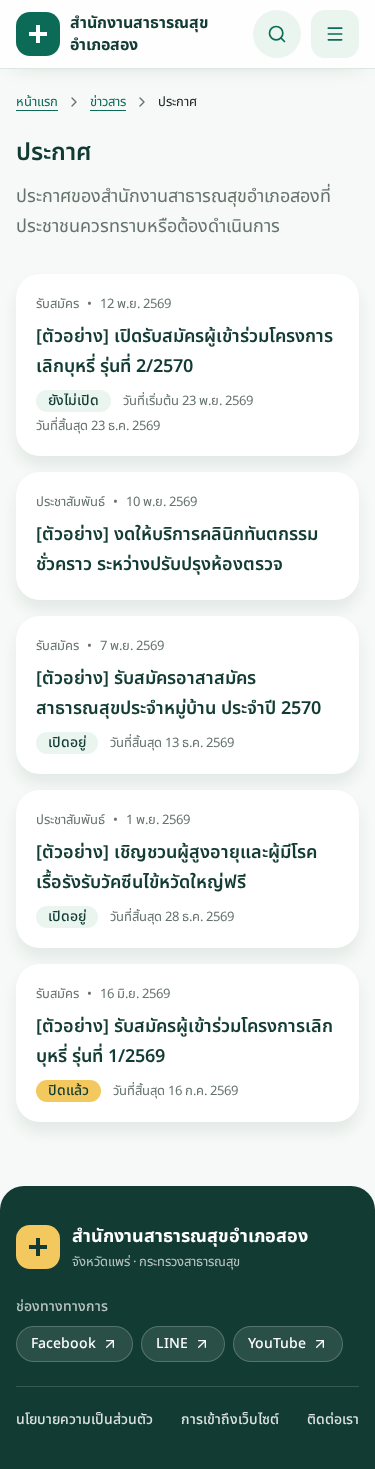 สำนักงานสาธารณสุข
อำเภอสอง
หน้าแรก > ข่าวสาร > ประกาศ
ประกาศ
ประกาศของสำนักงานสาธารณสุขอำเภอสองที่
ประชาชนควรทราบหรือต้องดำเนินการ
รับสมัคร • 12 พ.ย. 2569
[ตัวอย่าง] เปิดรับสมัครผู้เข้าร่วมโครงการ
เลิกบุหรี่ รุ่นที่ 2/2570
ยังไม่เปิด วันที่เริ่มต้น 23 พ.ย. 2569
วันที่สิ้นสุด 23 ธ.ค. 2569
ประชาสัมพันธ์ • 10 พ.ย. 2569
[ตัวอย่าง] งดให้บริการคลินิกทันตกรรม
ชั่วคราว ระหว่างปรับปรุงห้องตรวจ
รับสมัคร • 7 พ.ย. 2569
[ตัวอย่าง] รับสมัครอาสาสมัคร
สาธารณสุขประจำหมู่บ้าน ประจำปี 2570
เปิดอยู่ วันที่สิ้นสุด 13 ธ.ค. 2569
ประชาสัมพันธ์ • 1 พ.ย. 2569
[ตัวอย่าง] เชิญชวนผู้สูงอายุและผู้มีโรค
เรื้อรังรับวัคซีนไข้หวัดใหญ่ฟรี
เปิดอยู่ วันที่สิ้นสุด 28 ธ.ค. 2569
รับสมัคร • 16 มิ.ย. 2569
[ตัวอย่าง] รับสมัครผู้เข้าร่วมโครงการเลิก
บุหรี่ รุ่นที่ 1/2569
ปิดแล้ว วันที่สิ้นสุด 16 ก.ค. 2569
สำนักงานสาธารณสุขอำเภอสอง
จังหวัดแพร่ · กระทรวงสาธารณสุข
ช่องทางทางการ
Facebook LINE YouTube
นโยบายความเป็นส่วนตัว การเข้าถึงเว็บไซต์ ติดต่อเรา